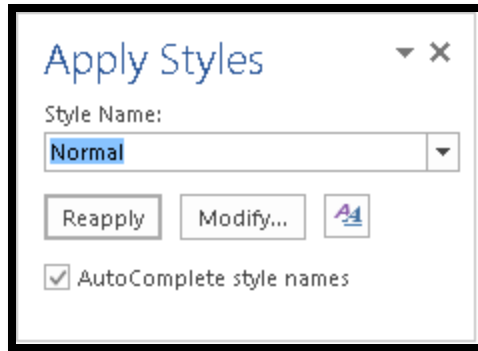 Apply Styles
Style Name:
Normal
Reapply Modify...
AutoComplete style names